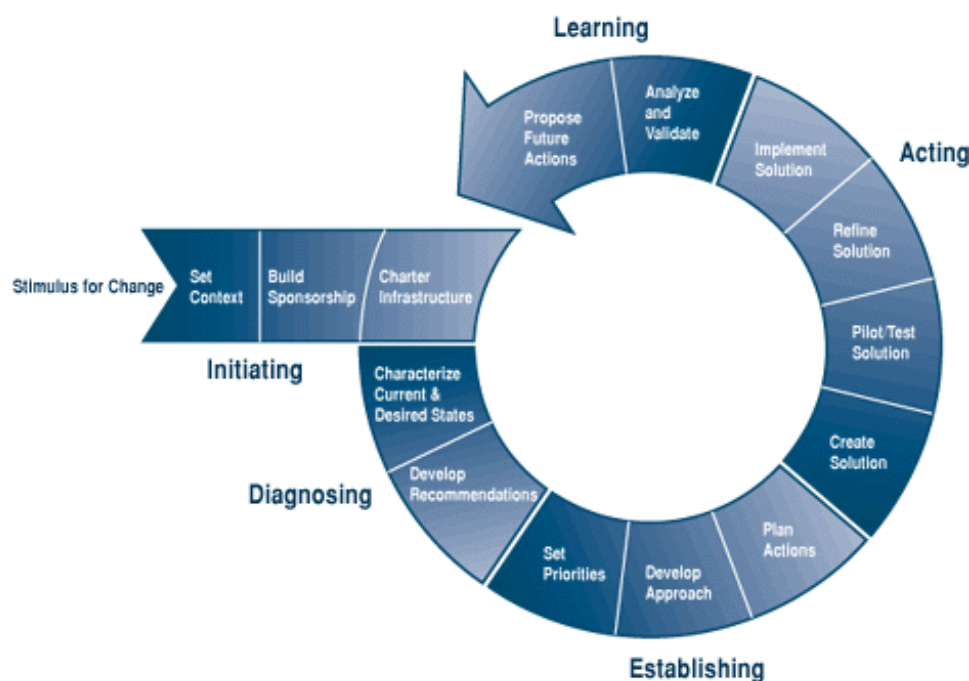 Learning
Analyze
and
Validate
Propose
Future
Actions
Implement
Solution
Acting
Refine
Solution
Stimulus for Change
Set
Context
Build
Sponsorship
Charter
Infrastructure
Initiating
Pilot/Test
Solution
Characterize
Current &
Desired States
Create
Solution
Diagnosing
Develop
Recommendations
Plan
Actions
Set
Priorities
Develop
Approach
Establishing